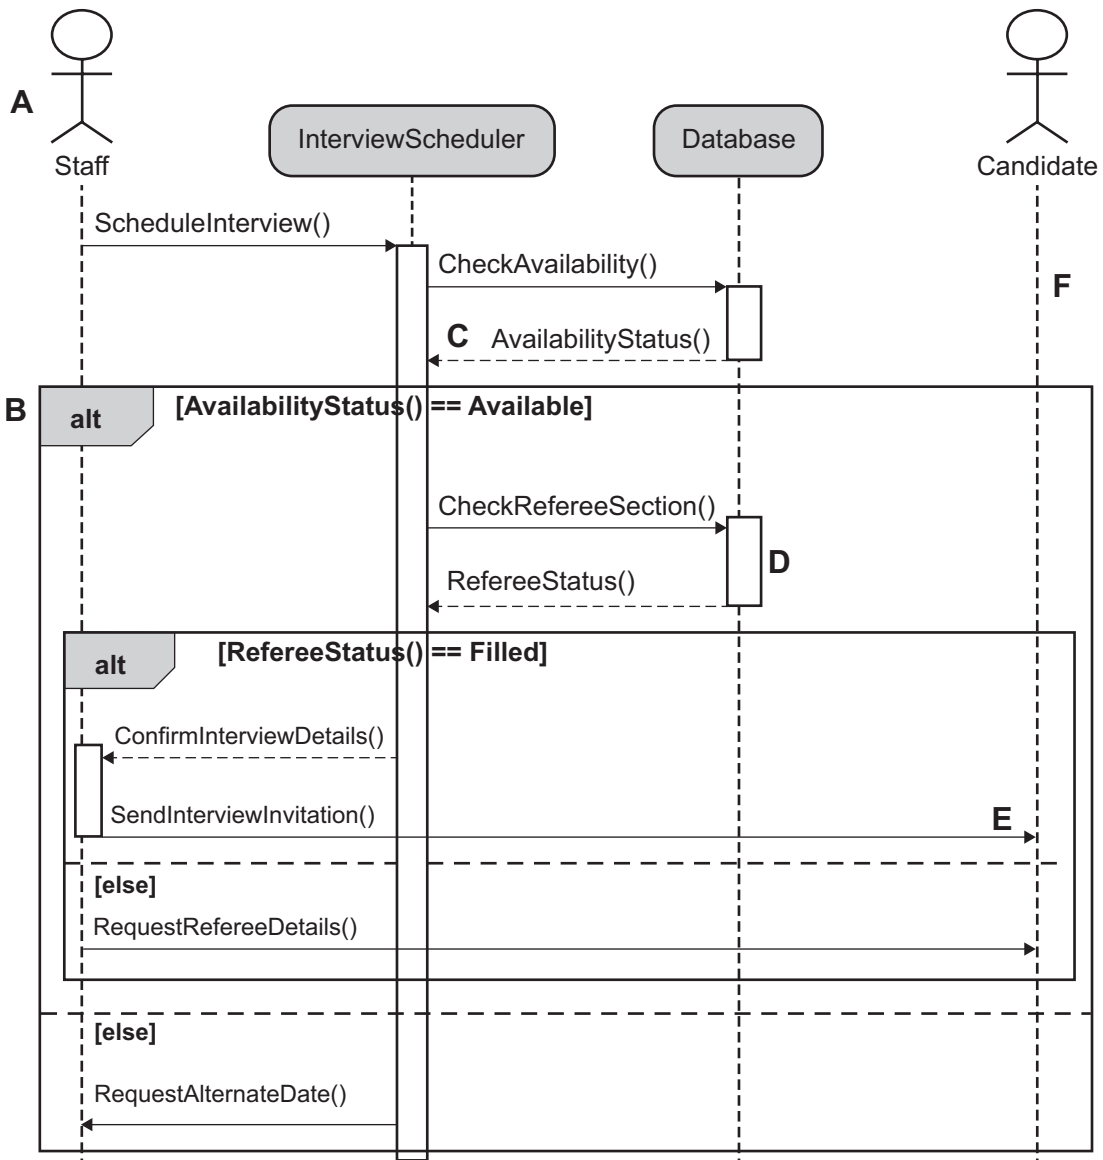 A
InterviewScheduler
Database
Staff
Candidate
ScheduleInterview()
CheckAvailability()
F
C
AvailabilityStatus()
B
alt
[AvailabilityStatus() == Available]
CheckRefereeSection()
D
RefereeStatus()
alt
[RefereeStatus() == Filled]
ConfirmInterviewDetails()
SendInterviewInvitation()
E
[else]
RequestRefereeDetails()
[else]
RequestAlternateDate()